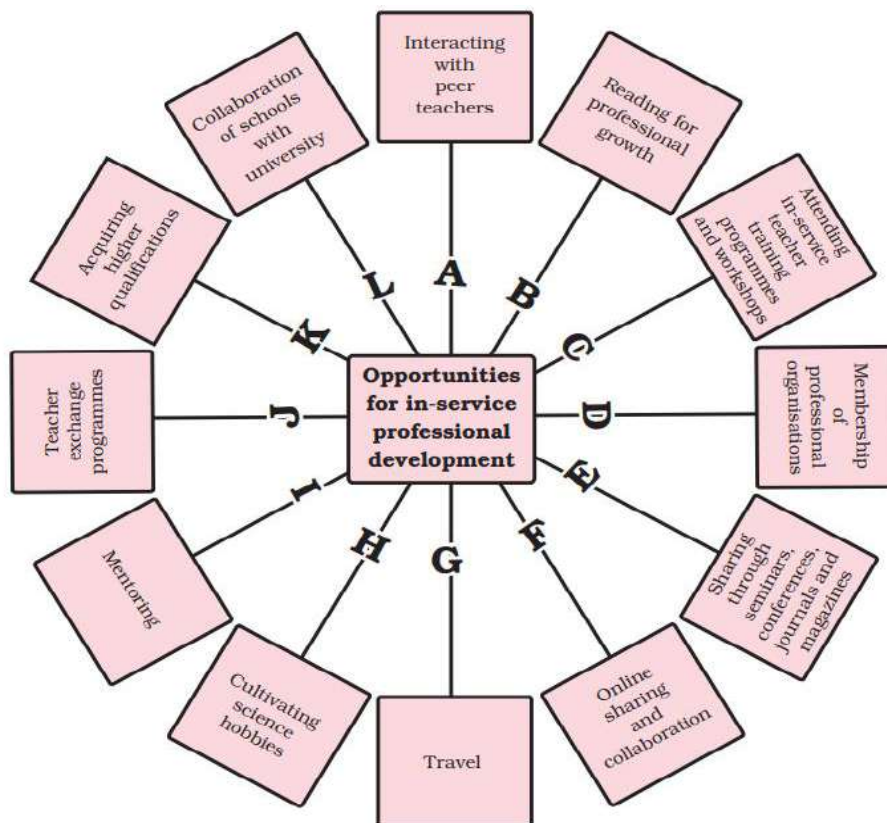 Interacting
with
peer
teachers
Reading for
professional
growth
Attending
in-service
teacher
training
programmes
and workshops
Membership
of
professional
organisations
Sharing
through
seminars,
conferences,
journals and
magazines
Online
sharing
and
collaboration
Travel
Cultivating
science
hobbies
Mentoring
Teacher
exchange
programmes
Acquiring
higher
qualifications
Collaboration
of schools
with
university
A
B
C
D
E
F
G
H
I
J
K
L
Opportunities
for in-service
professional
development